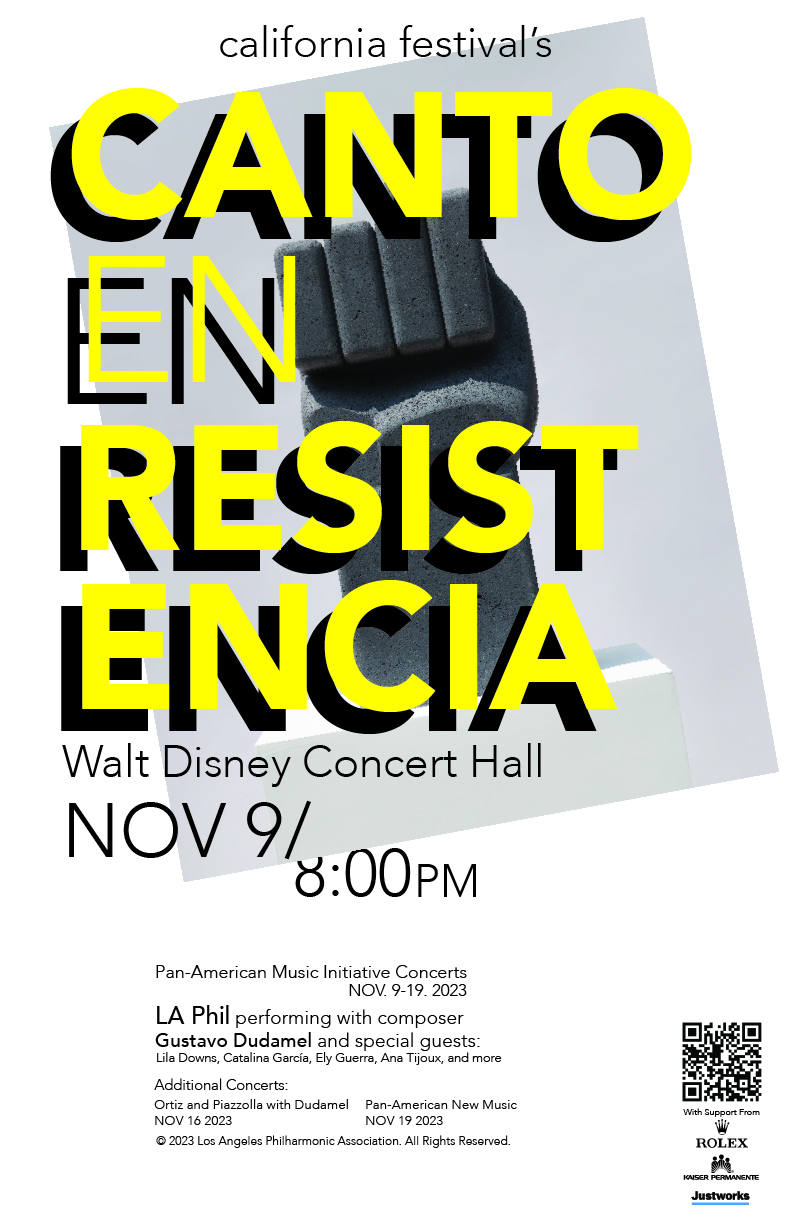 california festival's
CANTO
EN
RESIST
ENCIA
Walt Disney Concert Hall
NOV 9/
8:00PM
Pan-American Music Initiative Concerts
NOV. 9-19. 2023
LA Phil performing with composer
Gustavo Dudamel and special guests:
Lila Downs, Catalina García, Ely Guerra, Ana Tijoux, and more
Additional Concerts:
Ortiz and Piazzolla with Dudamel
NOV 16 2023
Pan-American New Music
NOV 19 2023
© 2023 Los Angeles Philharmonic Association. All Rights Reserved.
With Support From
ROLEX
KAISER PERMANENTE
Justworks